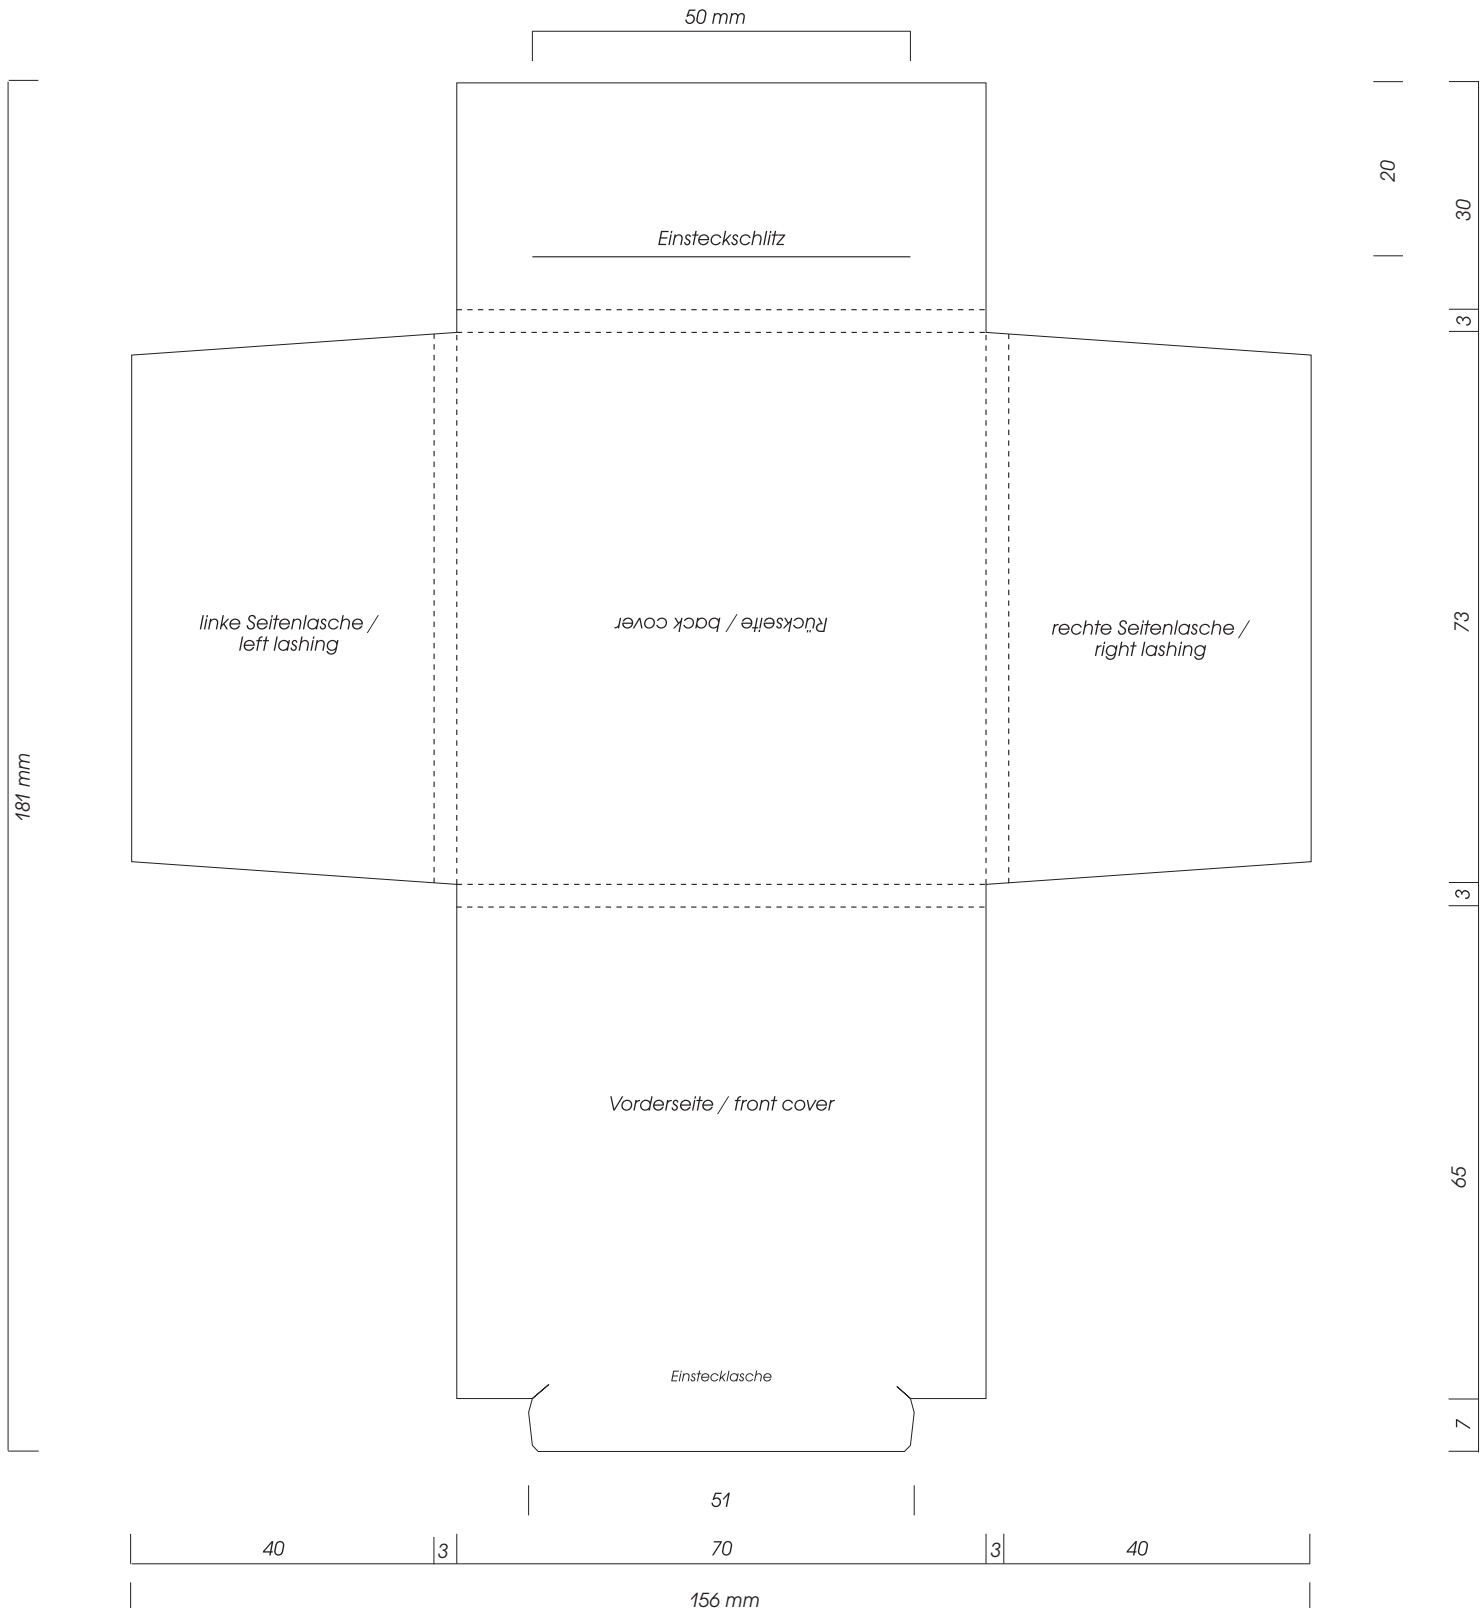 50 mm
20
30
Einsteckschlitz
3
linke Seitenlasche /
left lashing
Rückseite / back cover
rechte Seitenlasche /
right lashing
73
181 mm
3
Vorderseite / front cover
65
Einstecklasche
7
51
40
3
70
3
40
156 mm